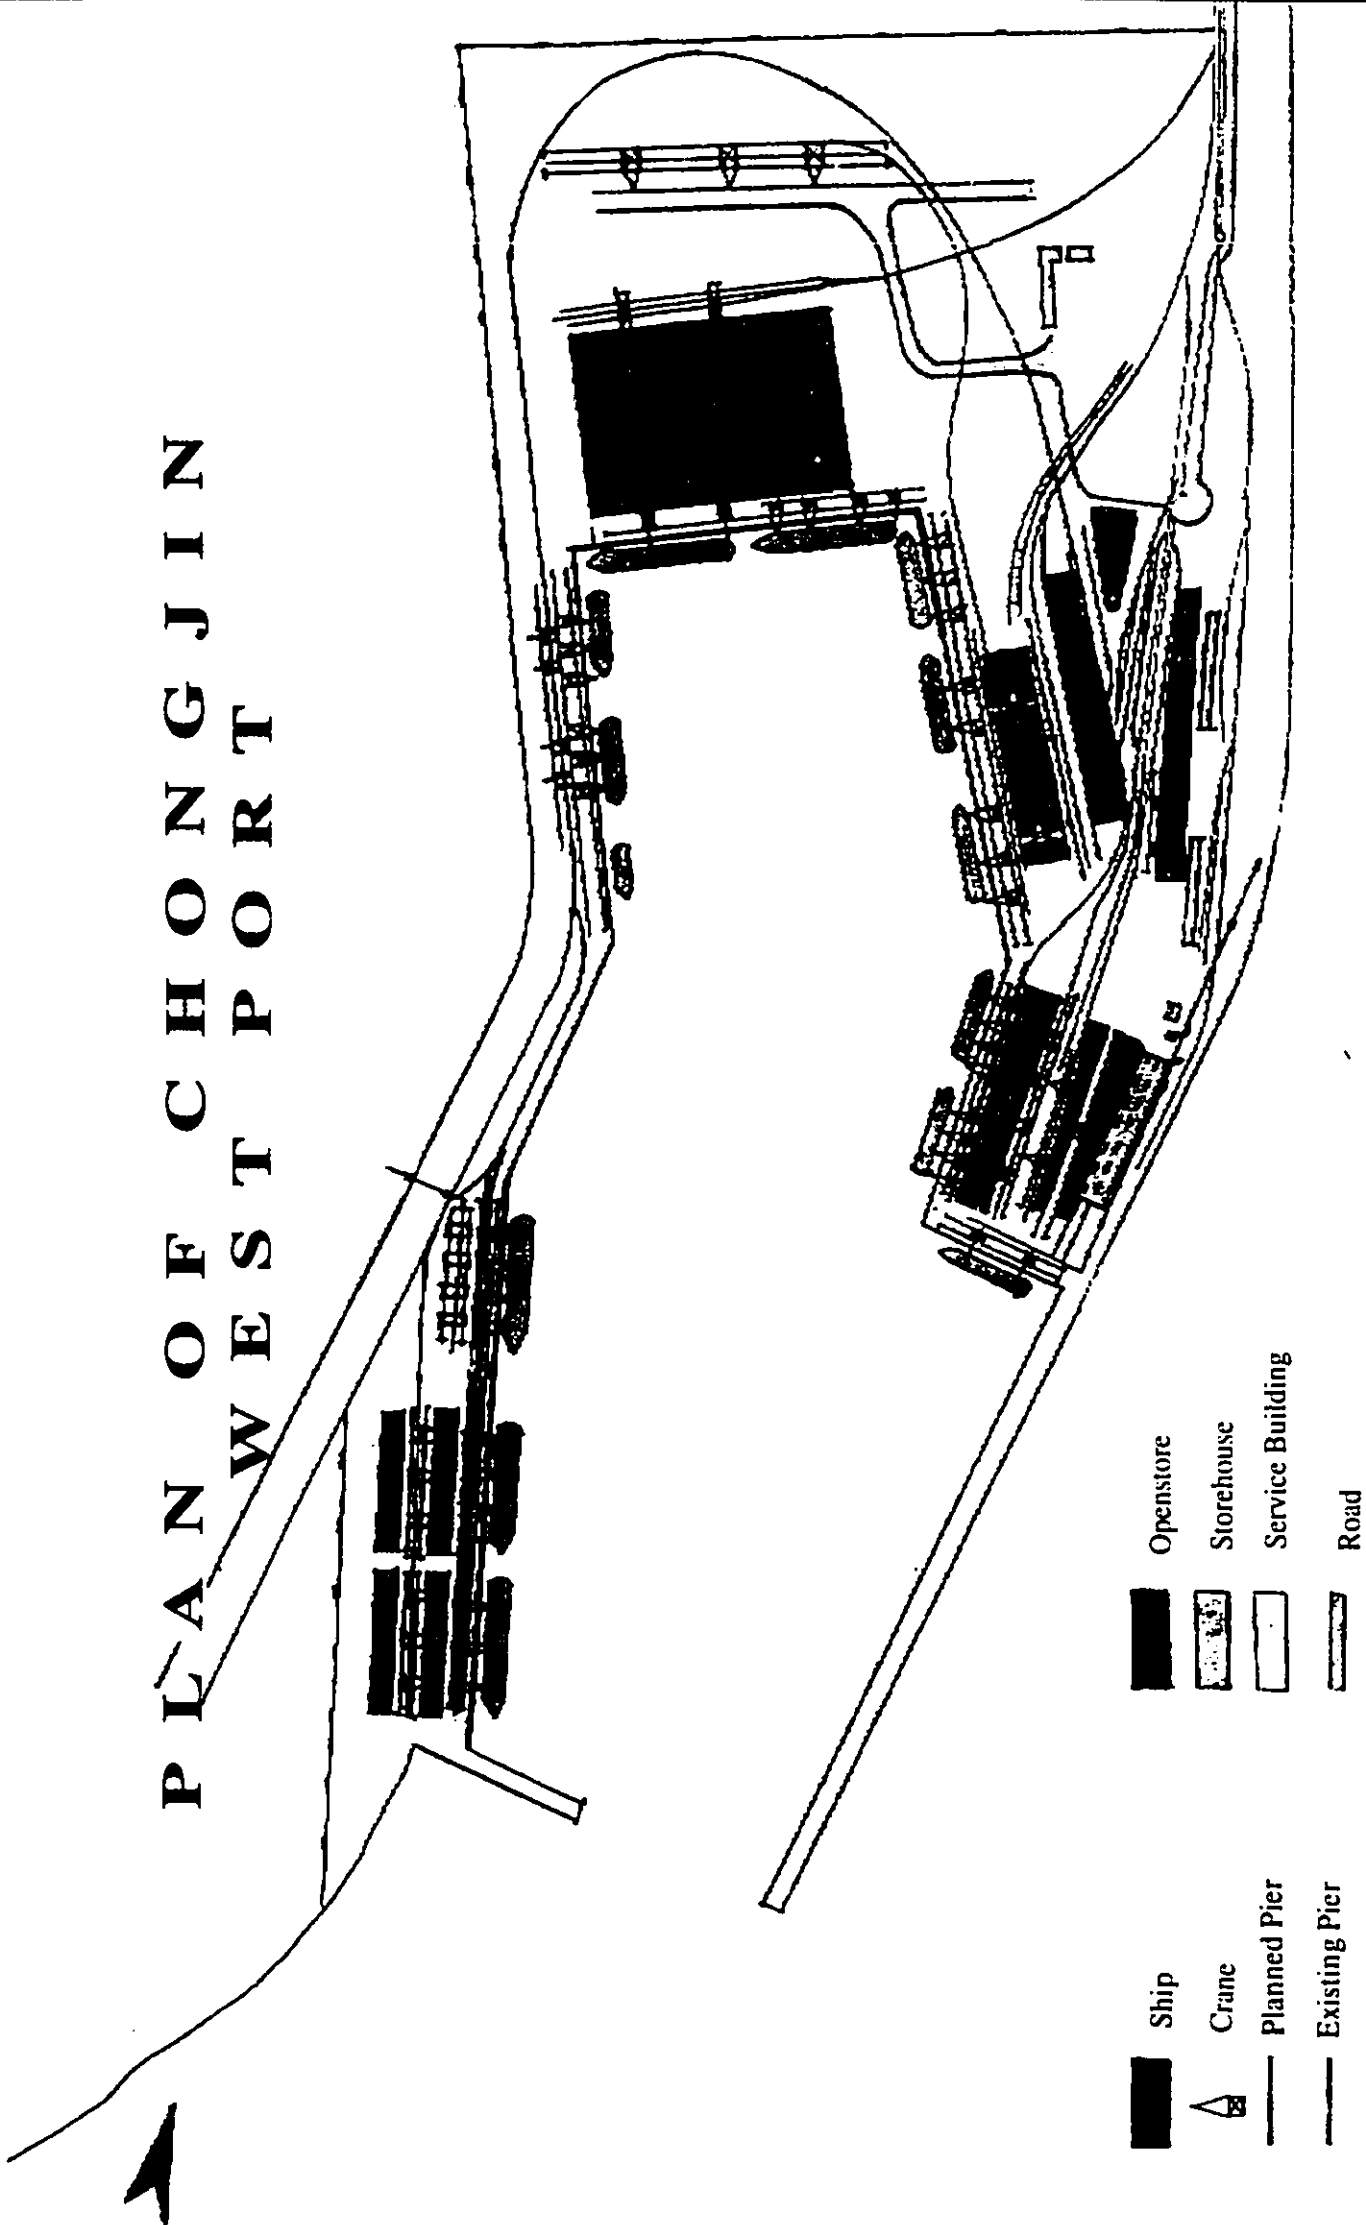 PLAN OF CHONGJIN
WEST PORT
Ship
Crane
Planned Pier
Existing Pier
Openstore
Storehouse
Service Building
Road